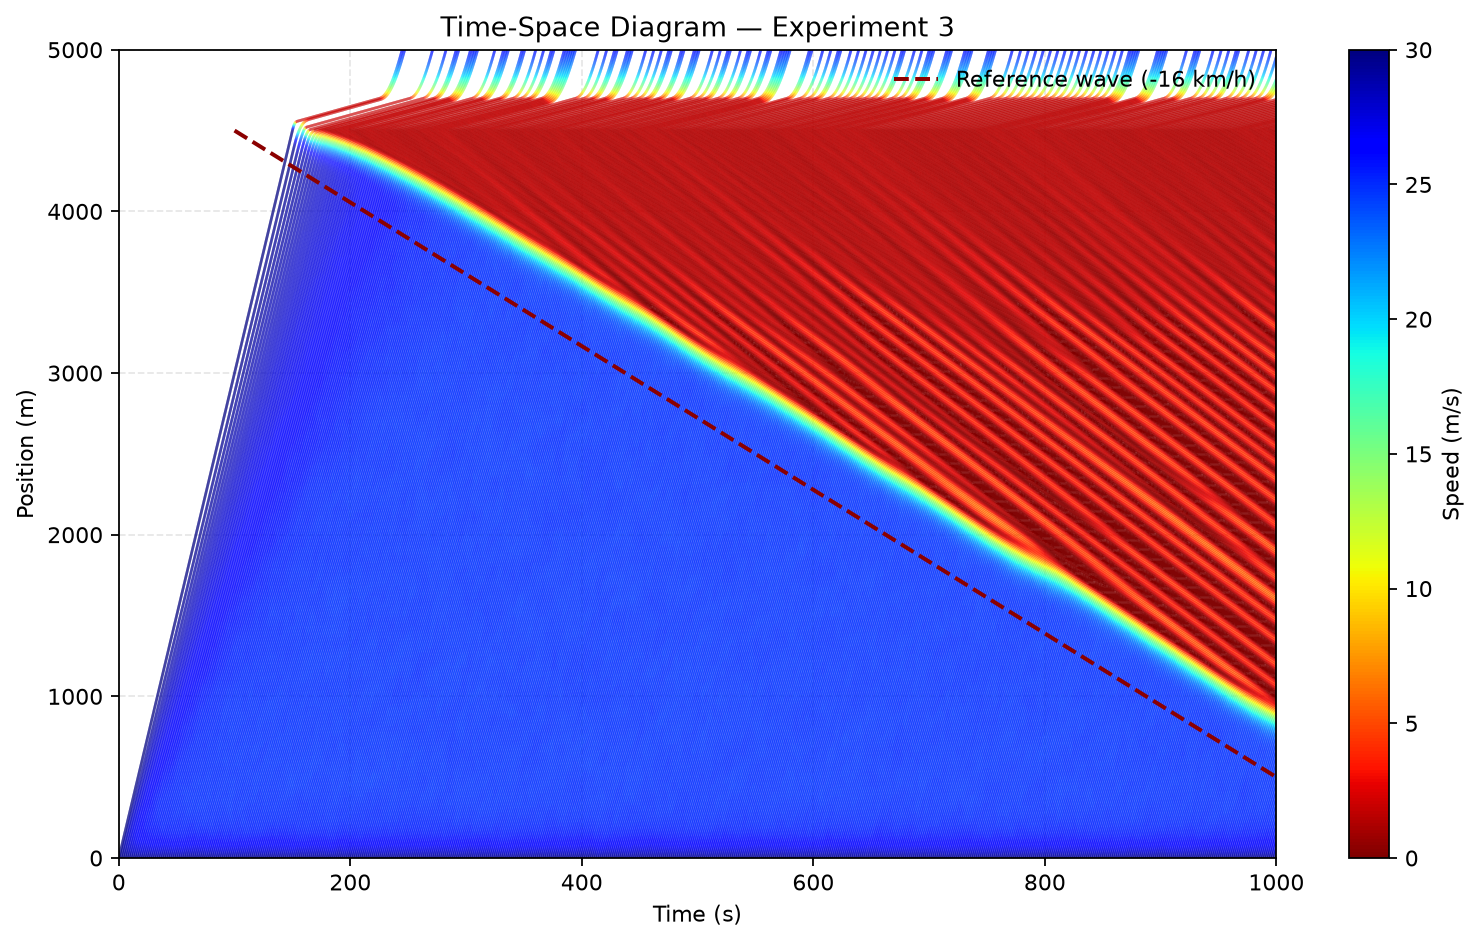 Time-Space Diagram — Experiment 3
Reference wave (-16 km/h)
Position (m)
5000
4000
3000
2000
1000
0
0 200 400 600 800 1000
Time (s)
30
25
20
15
10
5
0
Speed (m/s)